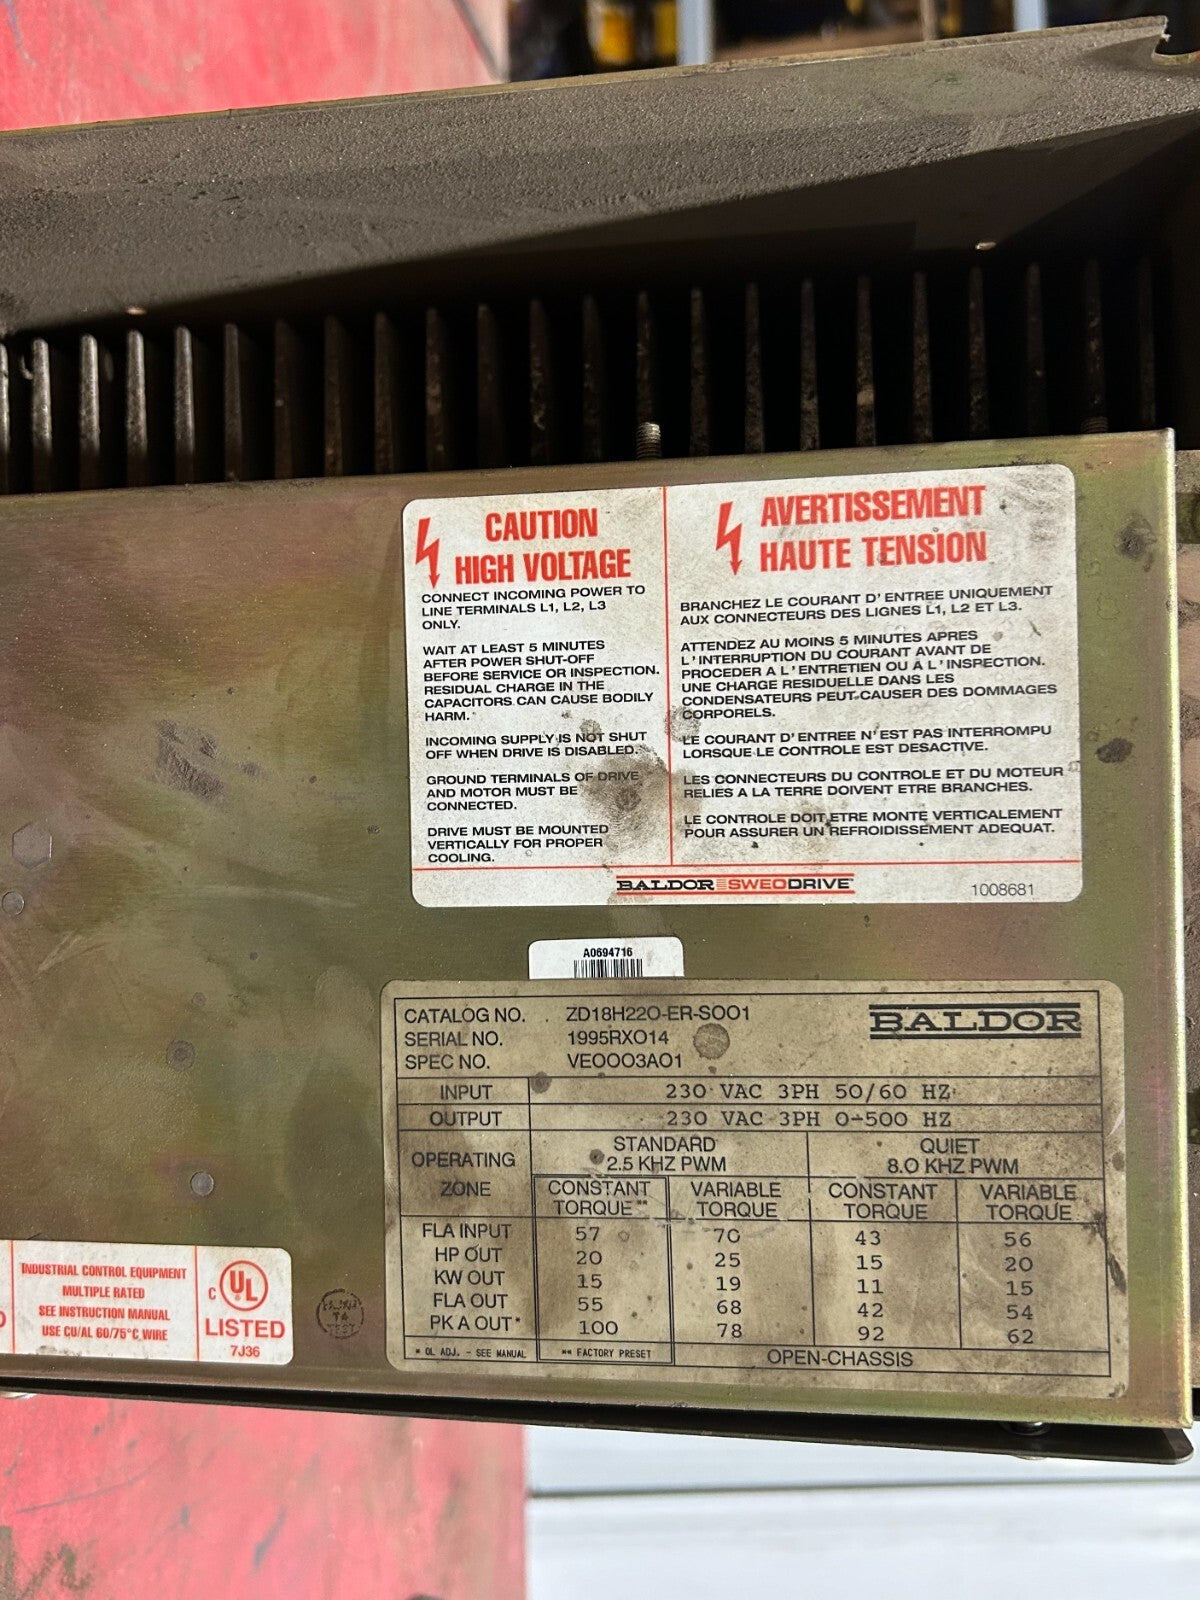 CAUTION
HIGH VOLTAGE
CONNECT INCOMING POWER TO
LINE TERMINALS L1, L2, L3
ONLY.
WAIT AT LEAST 5 MINUTES
AFTER POWER SHUT-OFF
BEFORE SERVICE OR INSPECTION.
RESIDUAL CHARGE IN THE
CAPACITORS CAN CAUSE BODILY
HARM.
INCOMING SUPPLY IS NOT SHUT
OFF WHEN DRIVE IS DISABLED.
GROUND TERMINALS OF DRIVE
AND MOTOR MUST BE
CONNECTED.
DRIVE MUST BE MOUNTED
VERTICALLY FOR PROPER
COOLING.
AVERTISSEMENT
HAUTE TENSION
BRANCHEZ LE COURANT D' ENTREE UNIQUEMENT
AUX CONNECTEURS DES LIGNES L1, L2 ET L3.
ATTENDEZ AU MOINS 5 MINUTES APRES
L' INTERRUPTION DU COURANT AVANT DE
PROCEDER A L' ENTRETIEN OU A L' INSPECTION.
UNE CHARGE RESIDUELLE DANS LES
CONDENSATEURS PEUT CAUSER DES DOMMAGES
CORPORELS.
LE COURANT D' ENTREE N' EST PAS INTERROMPU
LORSQUE LE CONTROLE EST DESACTIVE.
LES CONNECTEURS DU CONTROLE ET DU MOTEUR
RELIES A LA TERRE DOIVENT ETRE BRANCHES.
LE CONTROLE DOIT ETRE MONTE VERTICALEMENT
POUR ASSURER UN REFROIDISSEMENT ADEQUAT.
BALDOR SWEODRIVE
1008681
A0694716
CATALOG NO. ZD18H220-ER-S001
BALDOR
SERIAL NO. 1995RX014
SPEC NO. VE0003A01
INPUT 230 VAC 3PH 50/60 HZ
OUTPUT 230 VAC 3PH 0-500 HZ
OPERATING ZONE
STANDARD
2.5 KHZ PWM
QUIET
8.0 KHZ PWM
CONSTANT TORQUE** VARIABLE TORQUE CONSTANT TORQUE VARIABLE TORQUE
FLA INPUT 57 70 43 56
HP OUT 20 25 15 20
KW OUT 15 19 11 15
FLA OUT 55 68 42 54
PK A OUT* 100 78 92 62
* OL ADJ. - SEE MANUAL ** FACTORY PRESET OPEN-CHASSIS
INDUSTRIAL CONTROL EQUIPMENT
MULTIPLE RATED
SEE INSTRUCTION MANUAL
USE CU/AL 60/75°C WIRE
C UL
LISTED
7J36